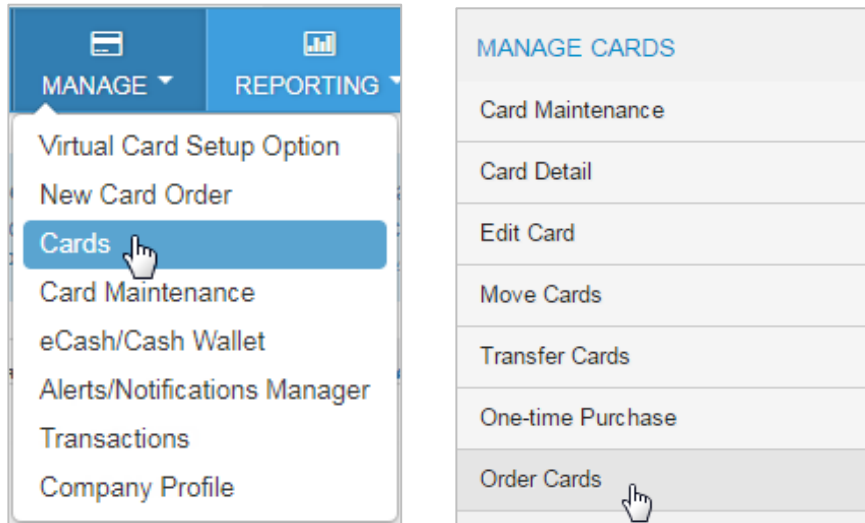 MANAGE
REPORTING
Virtual Card Setup Option
New Card Order
Cards
Card Maintenance
eCash/Cash Wallet
Alerts/Notifications Manager
Transactions
Company Profile
MANAGE CARDS
Card Maintenance
Card Detail
Edit Card
Move Cards
Transfer Cards
One-time Purchase
Order Cards